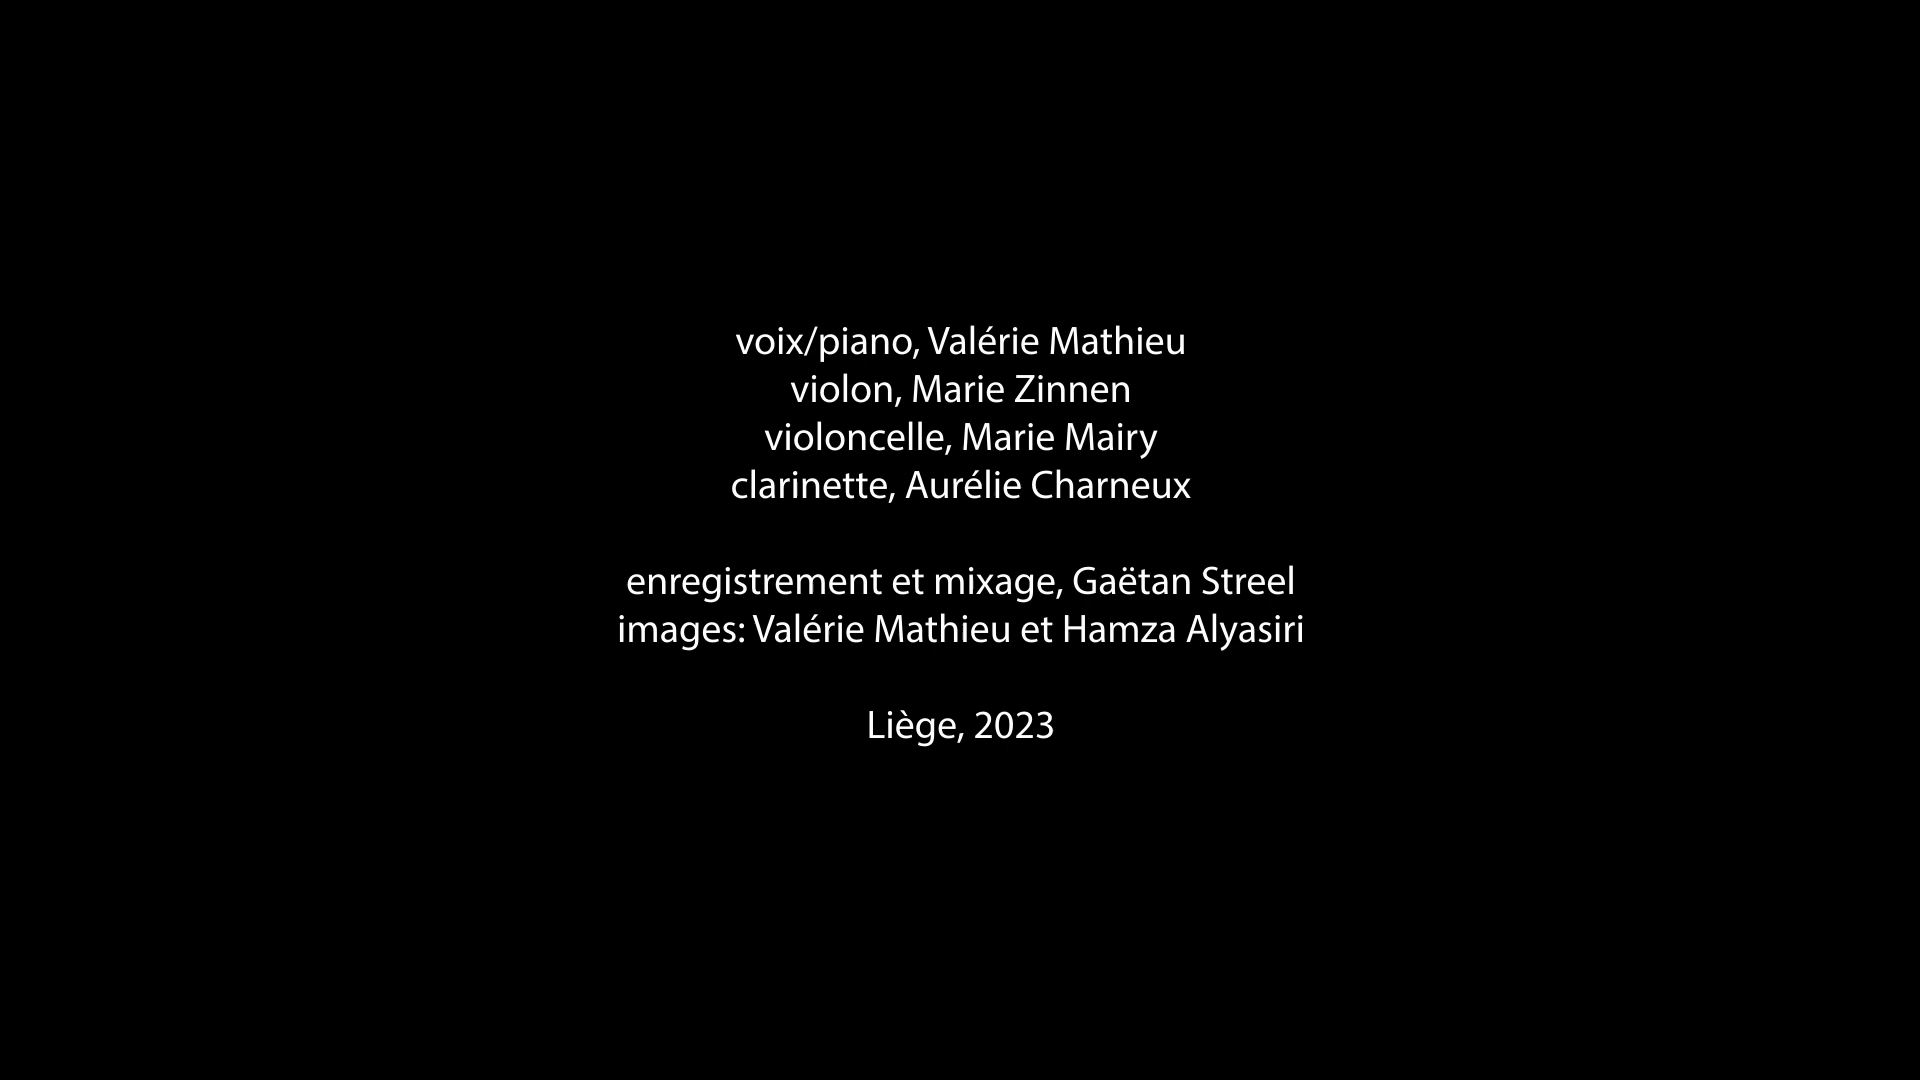 voix/piano, Valérie Mathieu
violon, Marie Zinnen
violoncelle, Marie Mairy
clarinette, Aurélie Charneux
enregistrement et mixage, Gaëtan Streel
images: Valérie Mathieu et Hamza Alyasiri
Liège, 2023